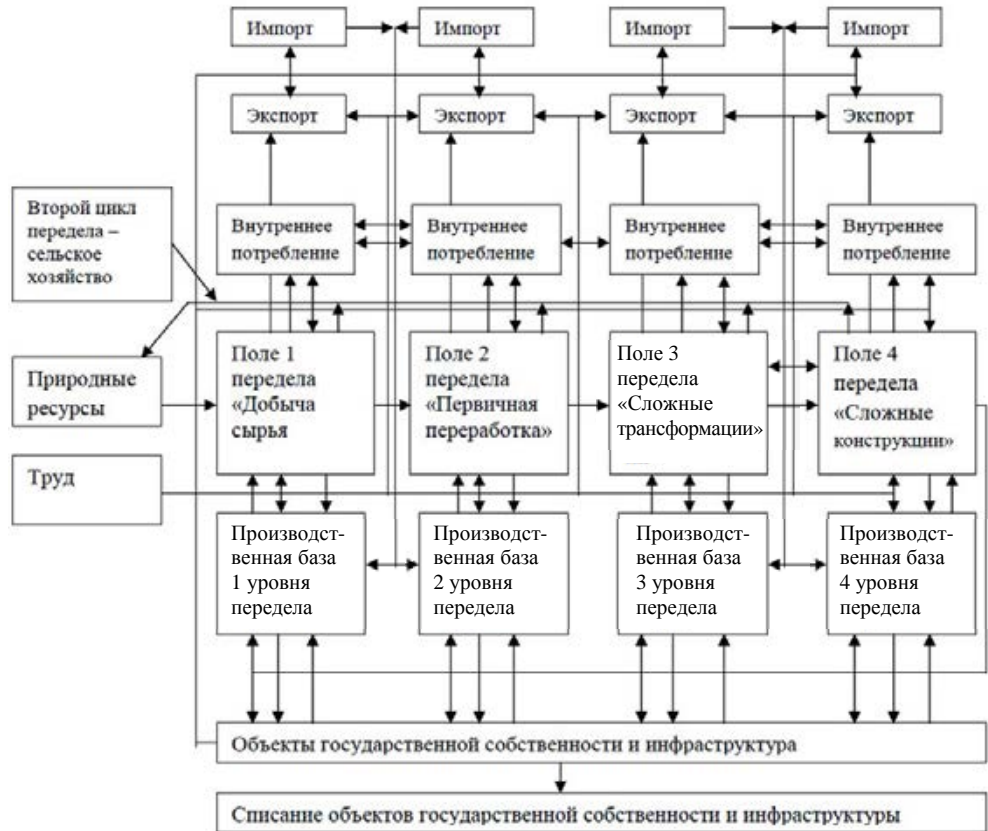 Импорт
Импорт
Импорт
Импорт
Экспорт
Экспорт
Экспорт
Экспорт
Второй цикл
передела –
сельское
хозяйство
Внутреннее
потребление
Внутреннее
потребление
Внутреннее
потребление
Внутреннее
потребление
Природные
ресурсы
Поле 1
передела
«Добыча
сырья
Поле 2
передела
«Первичная
переработка»
Поле 3
передела
«Сложные
трансформации»
Поле 4
передела
«Сложные
конструкции»
Труд
Производст-
венная база
1 уровня
передела
Производст-
венная база
2 уровня
передела
Производст-
венная база
3 уровня
передела
Производст-
венная база
4 уровня
передела
Объекты государственной собственности и инфраструктура
Списание объектов государственной собственности и инфраструктуры